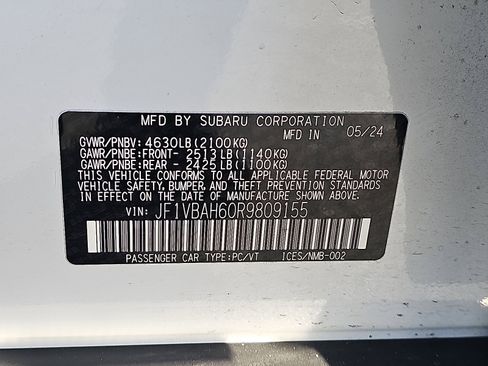 MFD BY SUBARU CORPORATION
MFD IN 05/24
GVWR/PNBV: 4630LB(2100KG)
GAWR/PNBE:FRONT- 2513LB(1140KG)
GAWR/PNBE:REAR - 2425LB(1100KG)
THIS VEHICLE CONFORMS TO ALL APPLICABLE FEDERAL MOTOR
VEHICLE SAFETY, BUMPER, AND THEFT PREVENTION STANDARDS
IN EFFECT ON THE DATE OF MANUFACTURE SHOWN ABOVE.
VIN: JF1VBAH60R9809155
PASSENGER CAR TYPE:PC/VT ICES/NMB-002